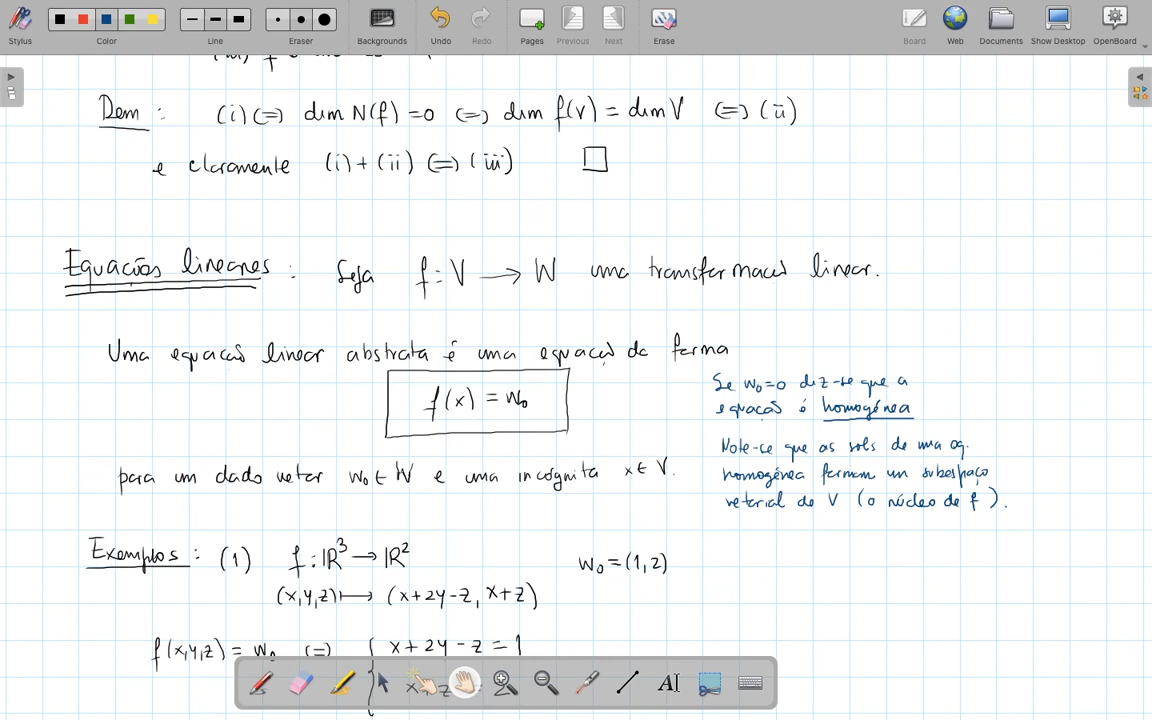 Stylus Color Line Eraser Backgrounds Undo Redo Pages Previous Next Erase Board Web Documents Show Desktop OpenBoard
Dem : (i) ⇔ dim N(f) = 0 ⇔ dim f(V) = dim V ⇔ (ii)
e claramente (i) + (ii) ⇔ (iii) □
Equações lineares : Seja f : V → W uma transformação linear.
Uma equação linear abstrata é uma equação da forma
f(x) = w₀
Se w₀=0 diz-se que a
equação é homogénea
Note-se que as sols de uma eq.
homogénea formam um subespaço
vetorial de V (o núcleo de f).
para um dado vetor w₀ ∈ W e uma incógnita x ∈ V.
Exemplos : (1) f : ℝ³ → ℝ² w₀ = (1,2)
(x,y,z) ↦ (x+2y-z, x+z)
f(x,y,z) = w₀ ⇔ { x+2y-z = 1